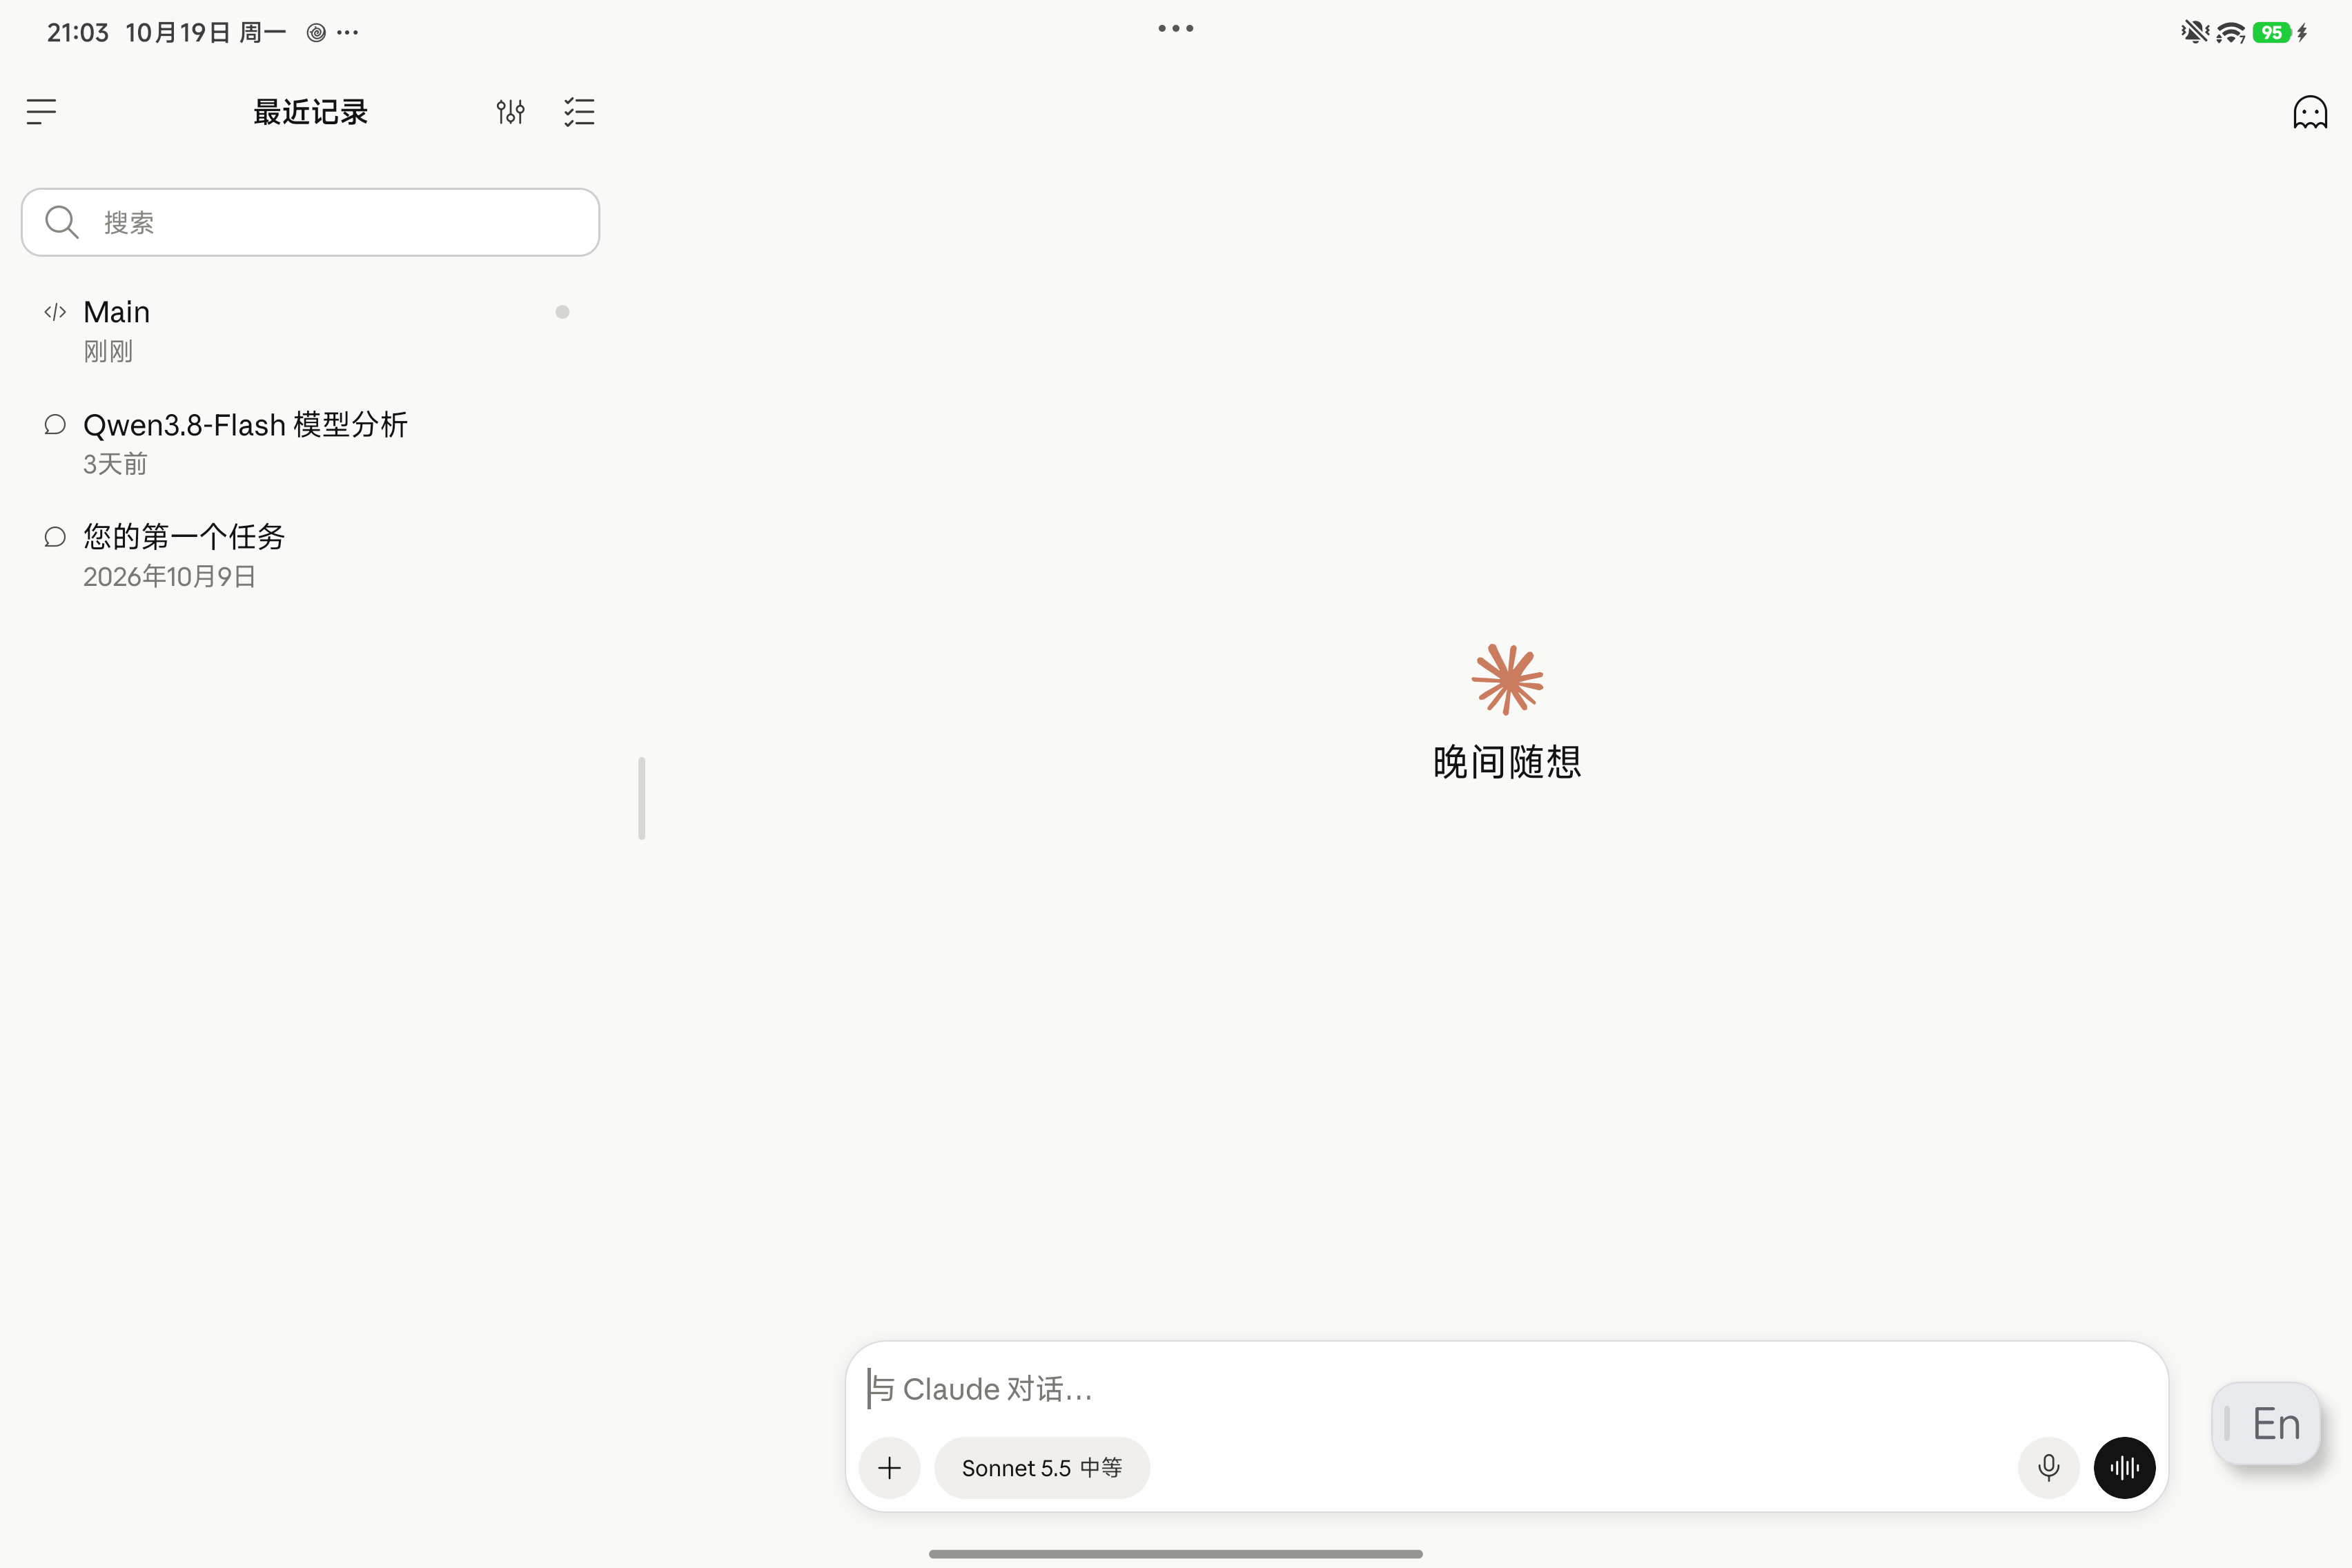 21:03 10月19日 周一
7
95
最近记录
搜索
Main
刚刚
Qwen3.8-Flash 模型分析
3天前
您的第一个任务
2026年10月9日
晚间随想
与 Claude 对话…
Sonnet 5.5 中等
En